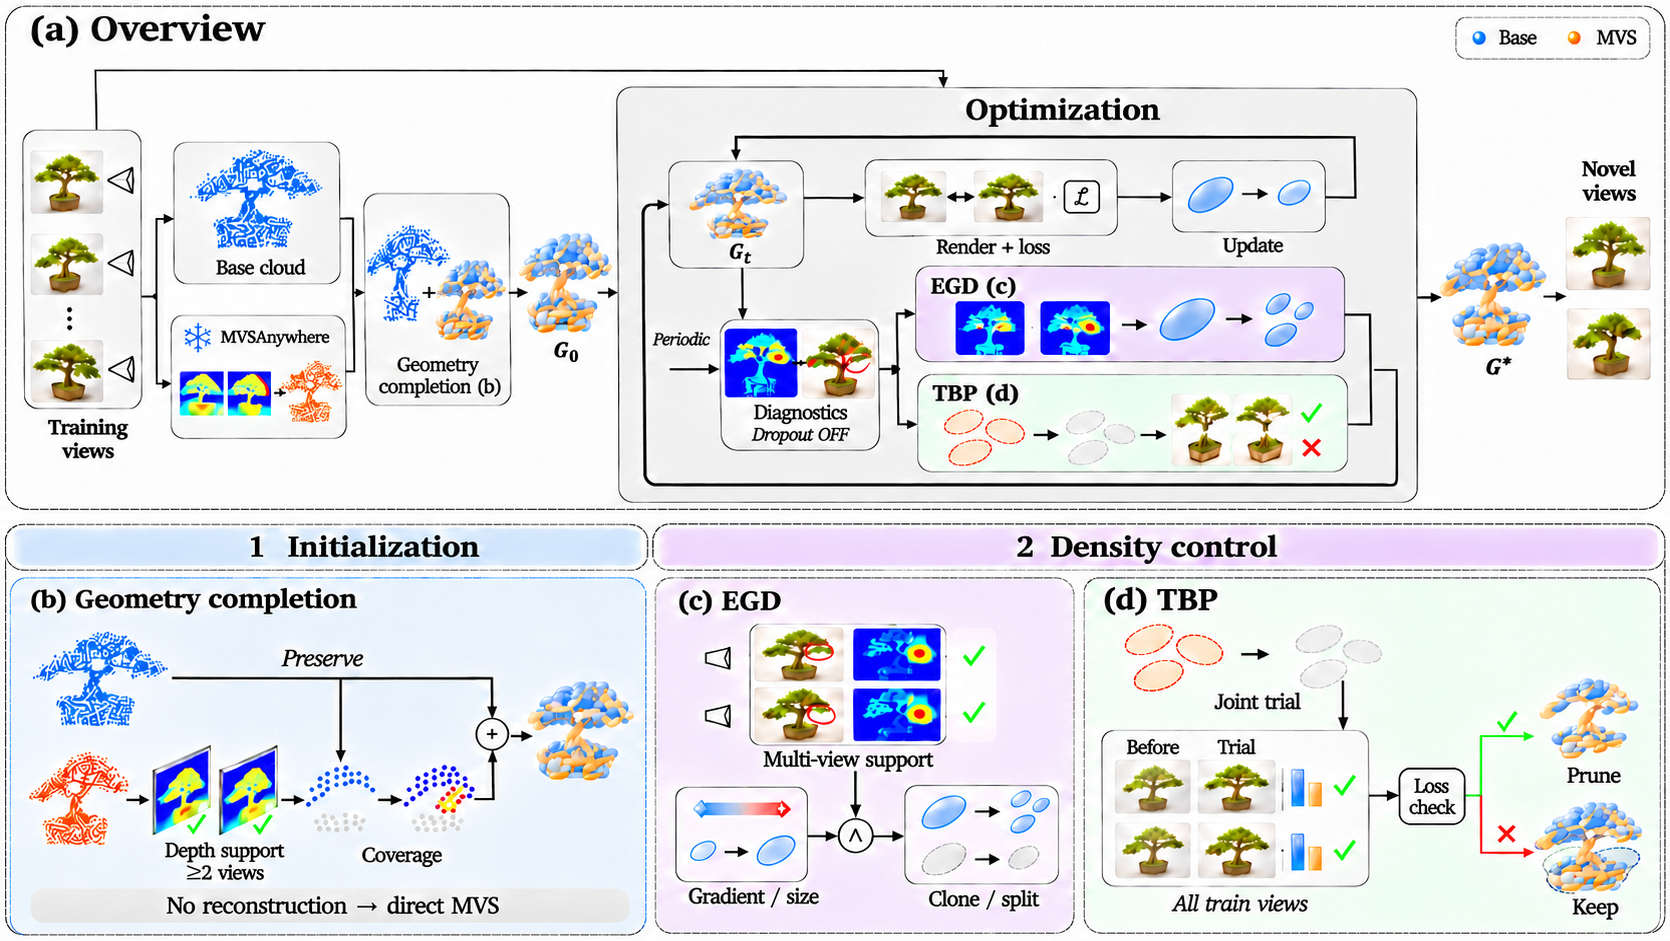 (a) Overview
Base
MVS
Training
views
Base cloud
MVSAnywhere
+
Geometry
completion (b)
G₀
Optimization
Gₜ
ℒ
Render + loss
Update
Periodic
Diagnostics
Dropout OFF
EGD (c)
TBP (d)
G*
Novel
views
1 Initialization
2 Density control
(b) Geometry completion
Preserve
+
Depth support
≥2 views
Coverage
No reconstruction → direct MVS
(c) EGD
Multi-view support
Gradient / size
∧
Clone / split
(d) TBP
Joint trial
Before
Trial
All train views
Loss
check
Prune
Keep